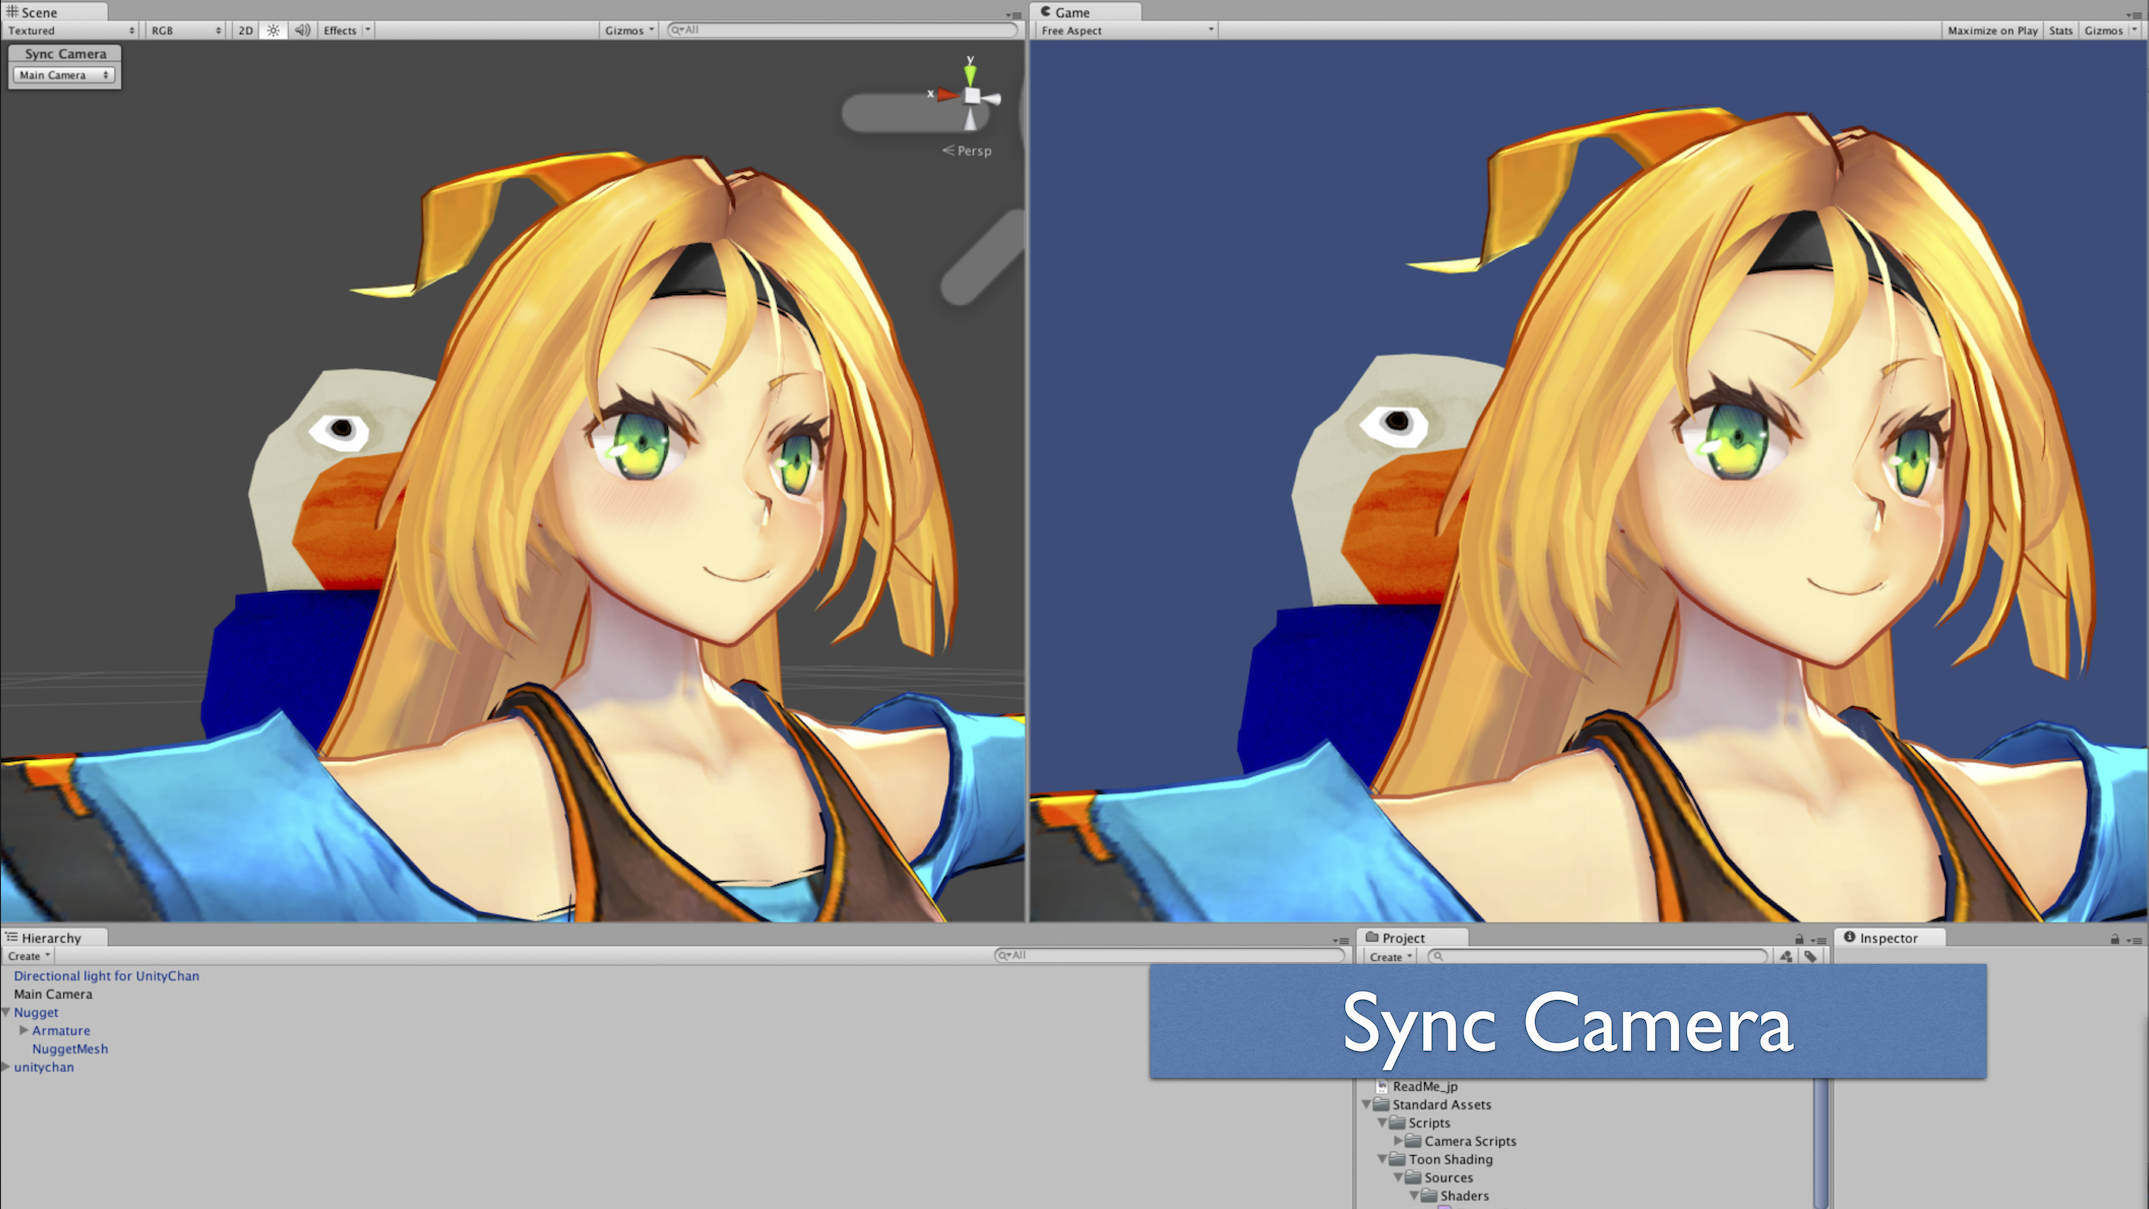 Scene
Textured RGB 2D Effects Gizmos All
Sync Camera
Main Camera
y
x
Persp
Game
Free Aspect Maximize on Play Stats Gizmos
Hierarchy
Create All
Directional light for UnityChan
Main Camera
Nugget
Armature
NuggetMesh
unitychan
Project
Create
Inspector
Sync Camera
ReadMe_jp
Standard Assets
Scripts
Camera Scripts
Toon Shading
Sources
Shaders